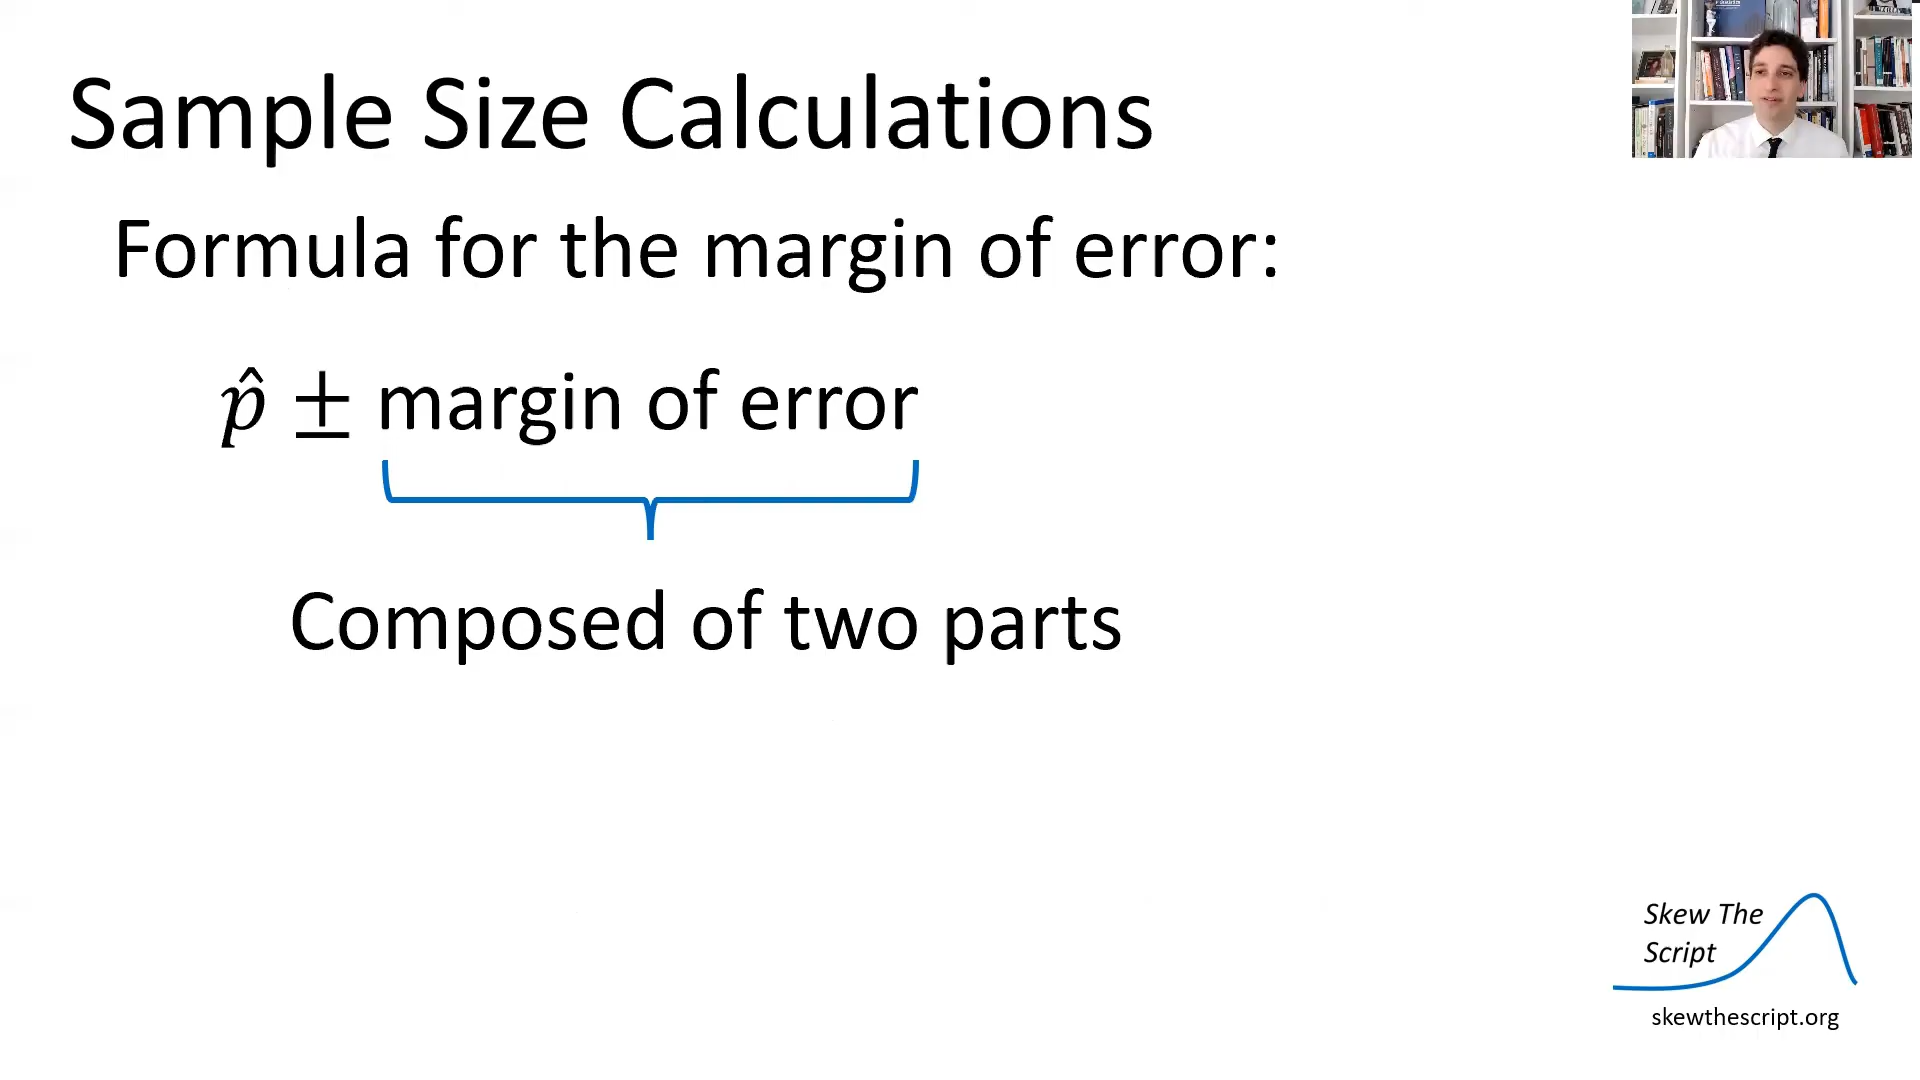 Sample Size Calculations
Formula for the margin of error:
p̂ ± margin of error
Composed of two parts
Skew The
Script
skewthescript.org